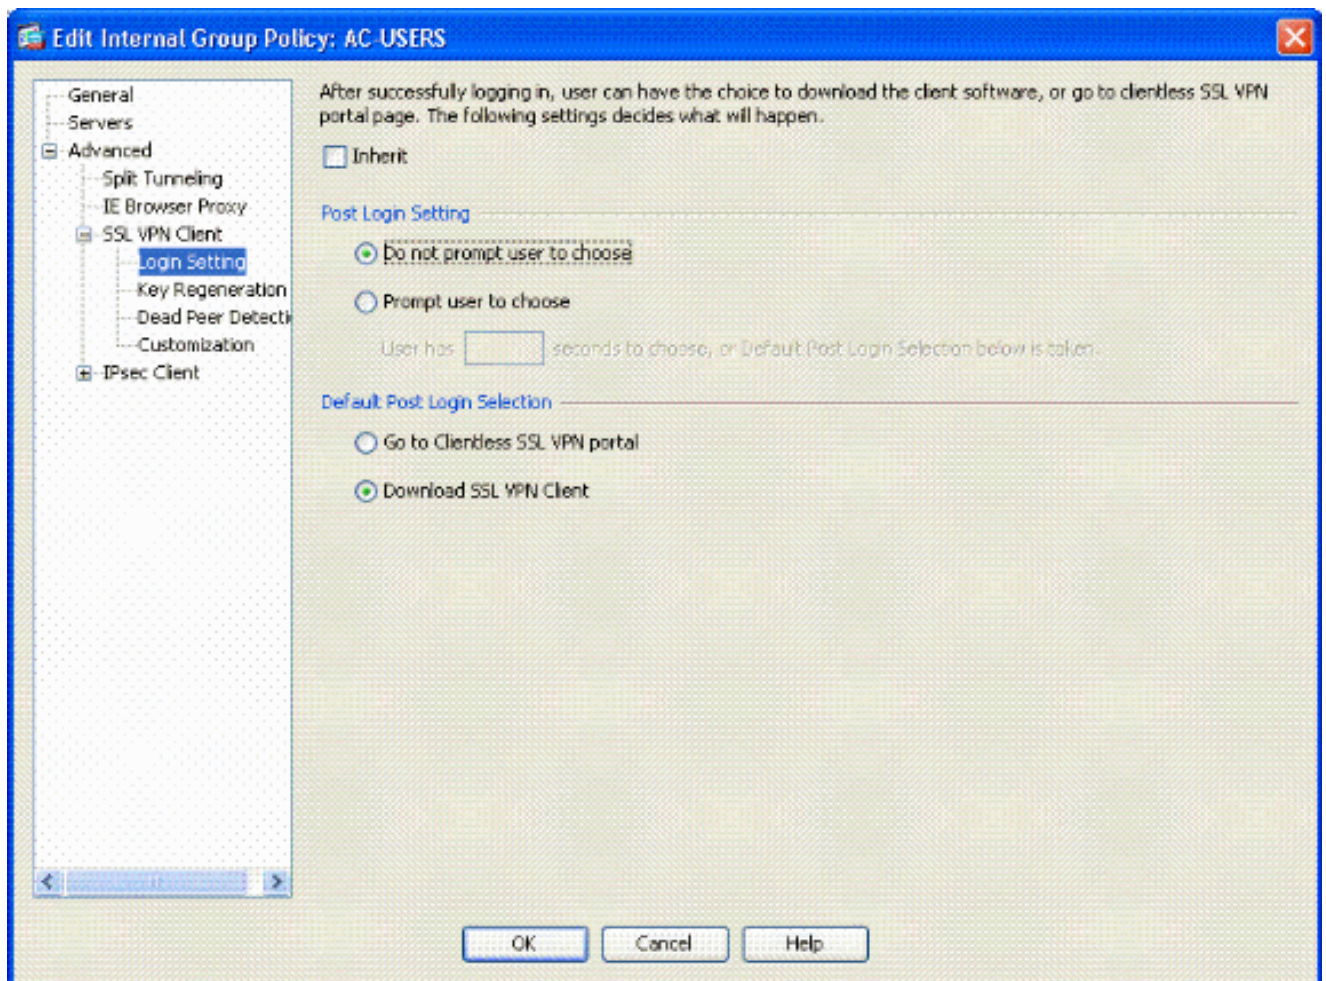 Edit Internal Group Policy: AC-USERS
General
Servers
Advanced
Split Tunneling
IE Browser Proxy
SSL VPN Client
Login Setting
Key Regeneration
Dead Peer Detecti
Customization
IPsec Client
After successfully logging in, user can have the choice to download the client software, or go to clientless SSL VPN
portal page. The following settings decides what will happen.
Inherit
Post Login Setting
Do not prompt user to choose
Prompt user to choose
User has seconds to choose, or Default Post Login Selection below is taken.
Default Post Login Selection
Go to Clientless SSL VPN portal
Download SSL VPN Client
OK Cancel Help